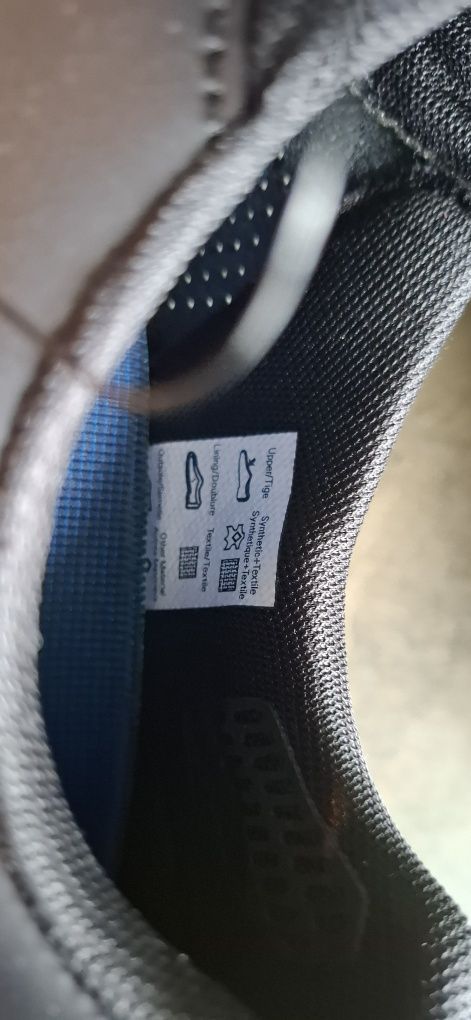 Upper/Tige
Synthetic+Textile
Synthétique+Textile
Lining/Doublure
Textile/Textile
Other Material